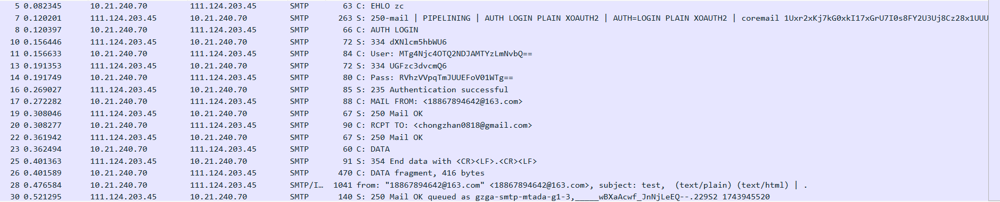 5 0.082345 10.21.240.70 111.124.203.45 SMTP 63 C: EHLO zc
7 0.120201 111.124.203.45 10.21.240.70 SMTP 263 S: 250-mail | PIPELINING | AUTH LOGIN PLAIN XOAUTH2 | AUTH=LOGIN PLAIN XOAUTH2 | coremail 1Uxr2xKj7kG0xkI17xGrU7I0s8FY2U3Uj8Cz28x1UUU
8 0.120397 10.21.240.70 111.124.203.45 SMTP 66 C: AUTH LOGIN
10 0.156446 111.124.203.45 10.21.240.70 SMTP 72 S: 334 dXNlcm5hbWU6
11 0.156633 10.21.240.70 111.124.203.45 SMTP 84 C: User: MTg4Njc4OTQ2NDJAMTYzLmNvbQ==
13 0.191353 111.124.203.45 10.21.240.70 SMTP 72 S: 334 UGFzc3dvcmQ6
14 0.191749 10.21.240.70 111.124.203.45 SMTP 80 C: Pass: RVhzVVpqTmJUUEFoV01WTg==
16 0.269027 111.124.203.45 10.21.240.70 SMTP 85 S: 235 Authentication successful
17 0.272282 10.21.240.70 111.124.203.45 SMTP 88 C: MAIL FROM: <18867894642@163.com>
19 0.308046 111.124.203.45 10.21.240.70 SMTP 67 S: 250 Mail OK
20 0.308277 10.21.240.70 111.124.203.45 SMTP 90 C: RCPT TO: <chongzhan0818@gmail.com>
22 0.361942 111.124.203.45 10.21.240.70 SMTP 67 S: 250 Mail OK
23 0.362494 10.21.240.70 111.124.203.45 SMTP 60 C: DATA
25 0.401363 111.124.203.45 10.21.240.70 SMTP 91 S: 354 End data with <CR><LF>.<CR><LF>
26 0.401589 10.21.240.70 111.124.203.45 SMTP 470 C: DATA fragment, 416 bytes
28 0.476584 10.21.240.70 111.124.203.45 SMTP/I… 1041 from: "18867894642@163.com" <18867894642@163.com>, subject: test,  (text/plain) (text/html) | .
30 0.521295 111.124.203.45 10.21.240.70 SMTP 140 S: 250 Mail OK queued as gzga-smtp-mtada-g1-3,_____wBXaAcwf_JnNjLeEQ--.229S2 1743945520